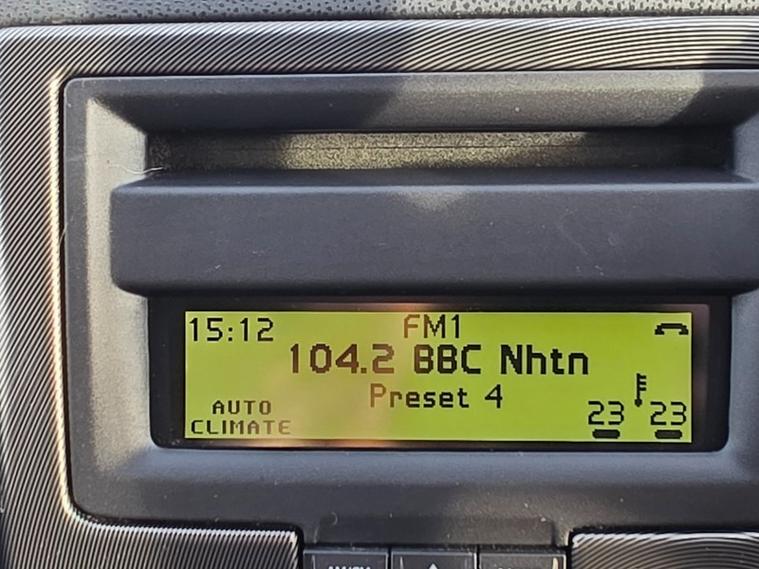 15:12 FM1
104.2 BBC Nhtn
Preset 4
AUTO 23 23
CLIMATE